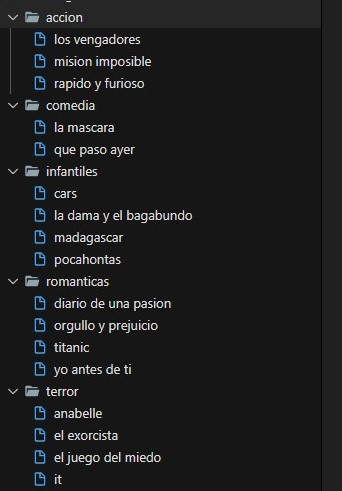 accion
los vengadores
mision imposible
rapido y furioso
comedia
la mascara
que paso ayer
infantiles
cars
la dama y el bagabundo
madagascar
pocahontas
romanticas
diario de una pasion
orgullo y prejuicio
titanic
yo antes de ti
terror
anabelle
el exorcista
el juego del miedo
it